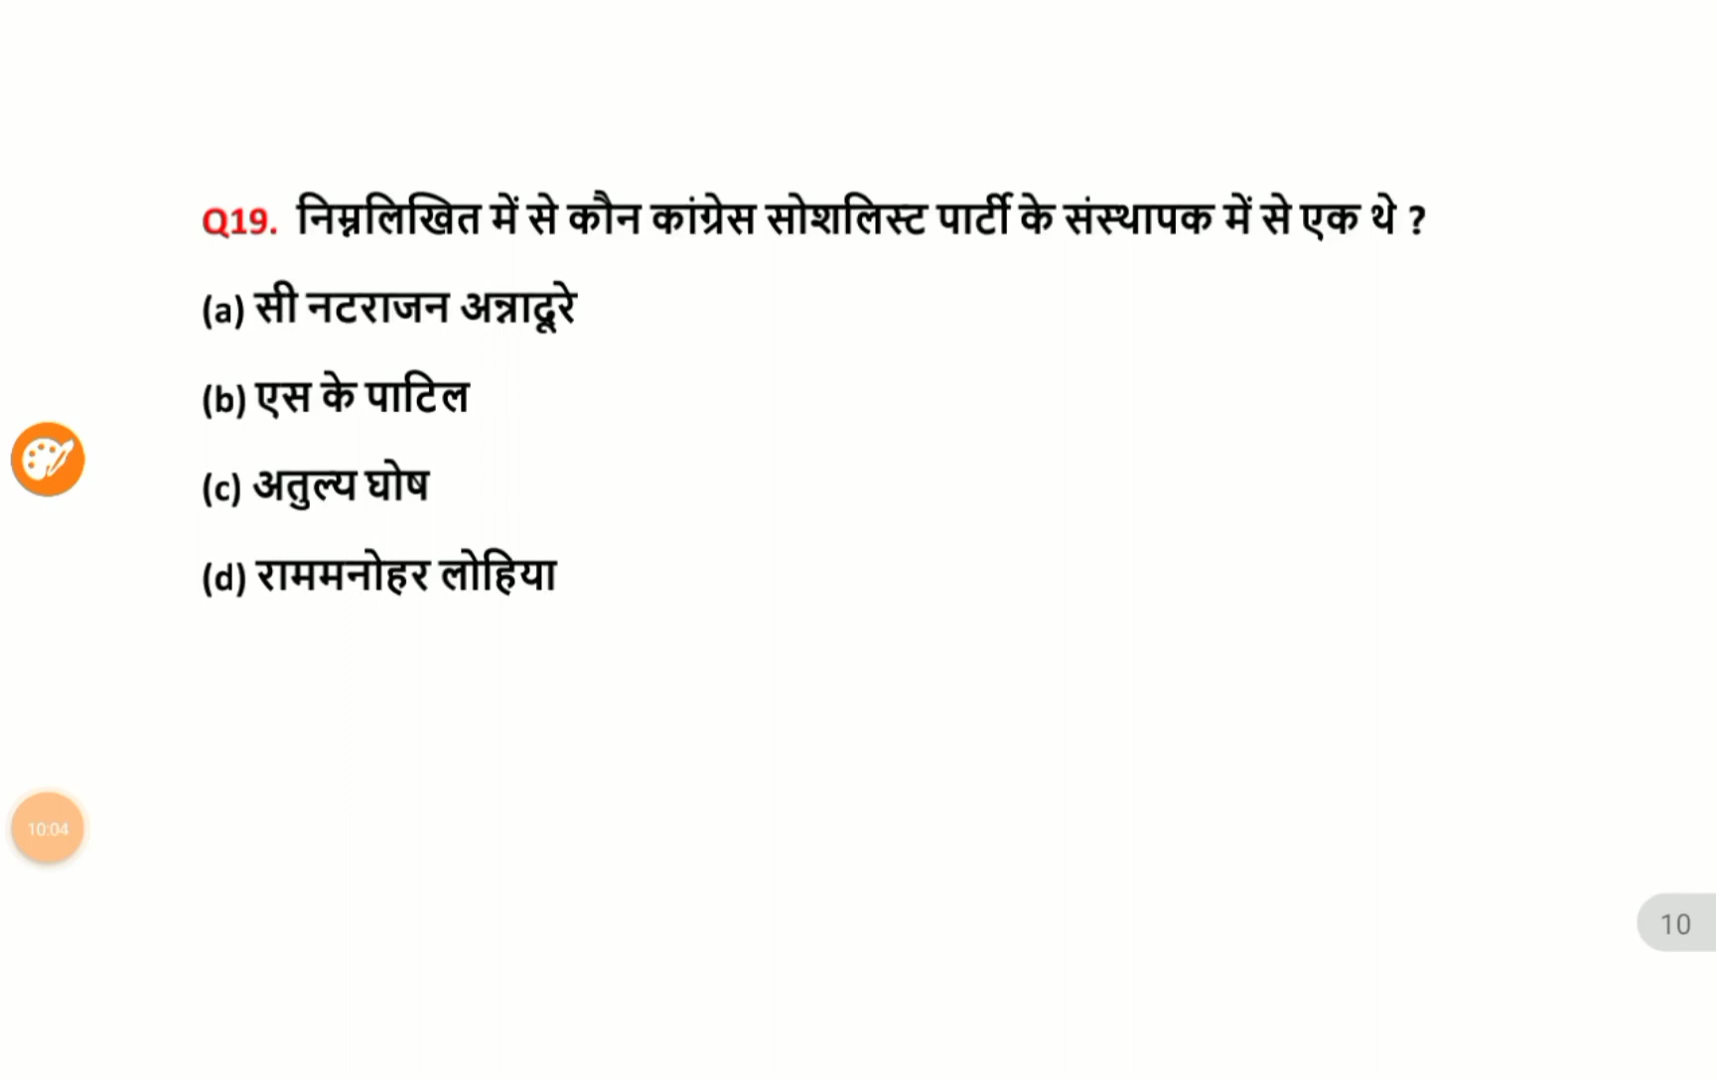 Q19. निम्नलिखित में से कौन कांग्रेस सोशलिस्ट पार्टी के संस्थापक में से एक थे ?
(a) सी नटराजन अन्नादूरे
(b) एस के पाटिल
(c) अतुल्य घोष
(d) राममनोहर लोहिया
10:04
10